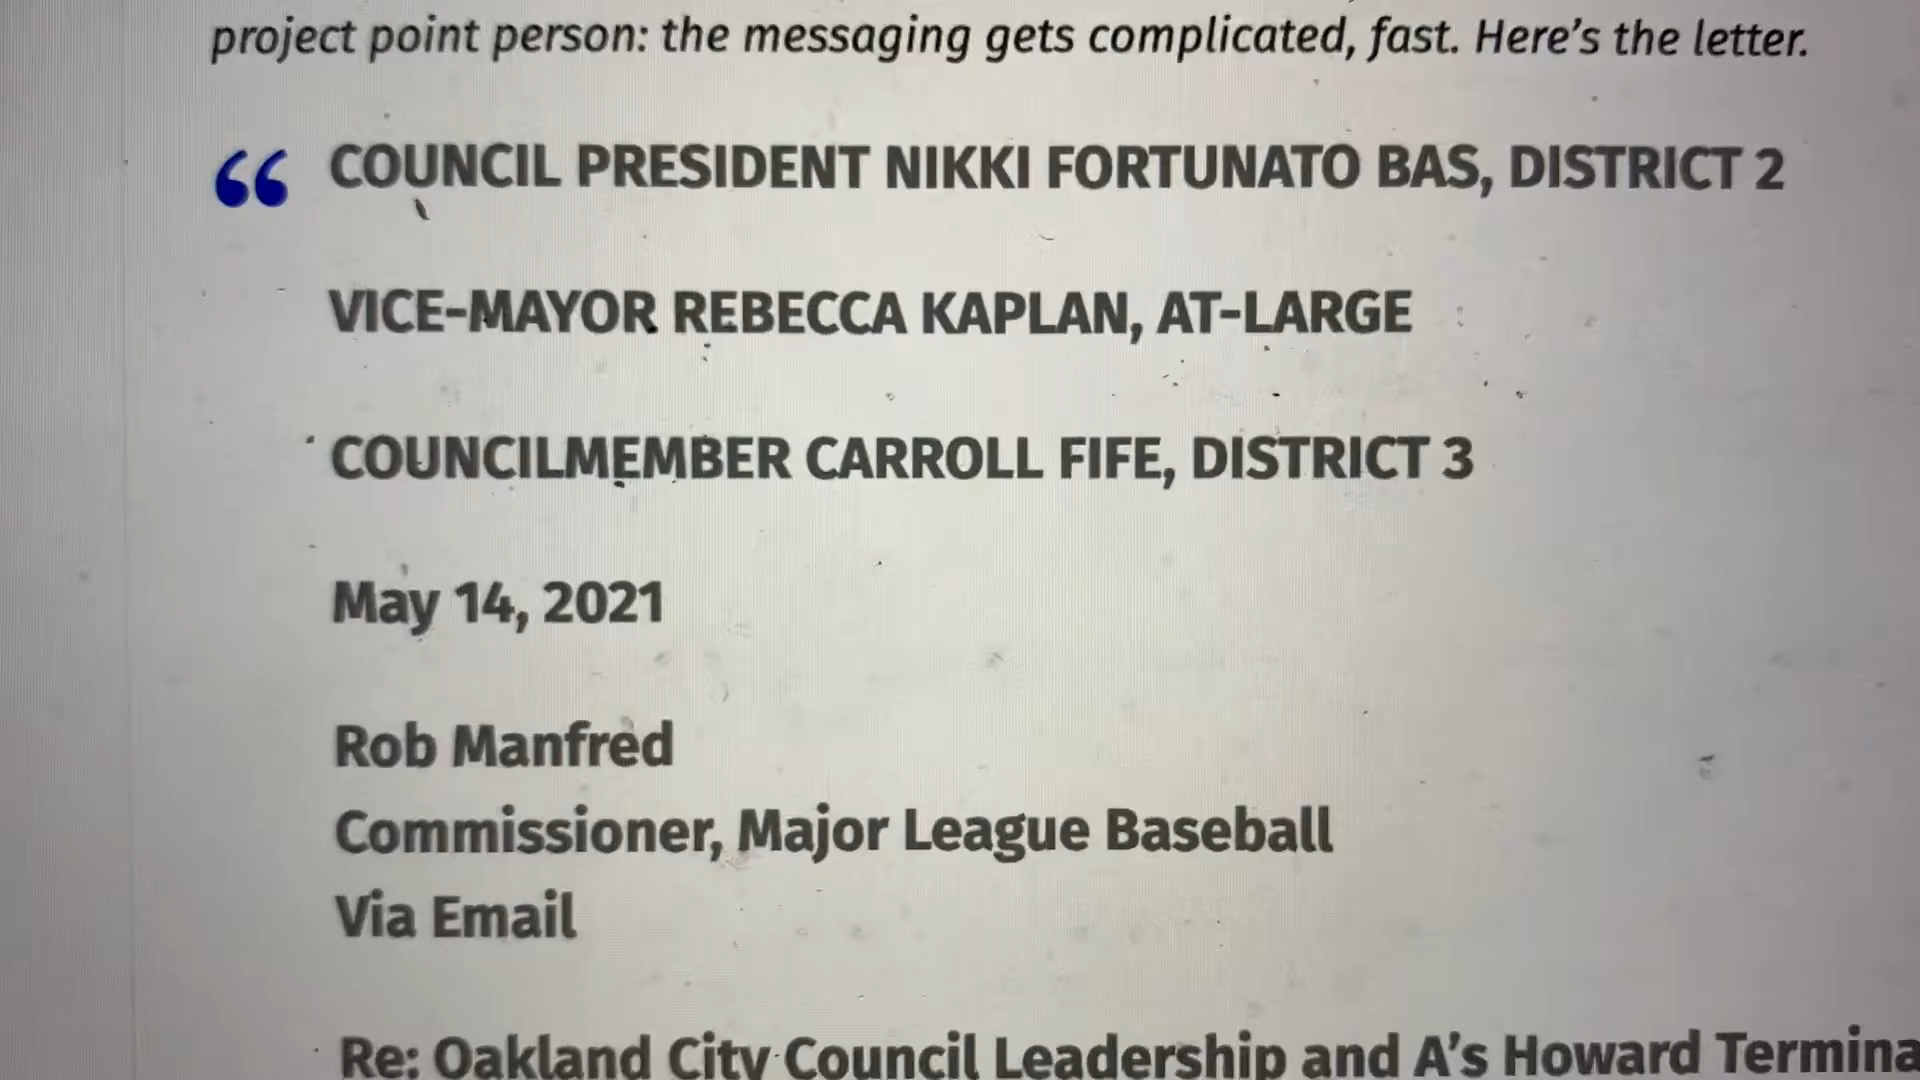 project point person: the messaging gets complicated, fast. Here's the letter.
“ COUNCIL PRESIDENT NIKKI FORTUNATO BAS, DISTRICT 2
VICE-MAYOR REBECCA KAPLAN, AT-LARGE
COUNCILMEMBER CARROLL FIFE, DISTRICT 3
May 14, 2021
Rob Manfred
Commissioner, Major League Baseball
Via Email
Re: Oakland City Council Leadership and A's Howard Termina